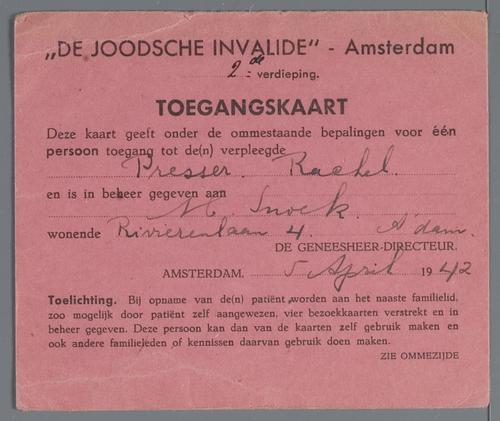 „DE JOODSCHE INVALIDE" - Amsterdam
2de verdieping.
TOEGANGSKAART
Deze kaart geeft onder de ommestaande bepalingen voor één
persoon toegang tot de(n) verpleegde
Presser. Rachel.
en is in beheer gegeven aan
M Snoek.
wonende Rivierenlaan 4. A'dam.
DE GENEESHEER-DIRECTEUR.
AMSTERDAM. 5 April 1942
Toelichting. Bij opname van de(n) patiënt worden aan het naaste familielid,
zoo mogelijk door patiënt zelf aangewezen, vier bezoekkaarten verstrekt en in
beheer gegeven. Deze persoon kan dan van de kaarten zelf gebruik maken en
ook andere familieleden of kennissen daarvan gebruik doen maken.
ZIE OMMEZIJDE